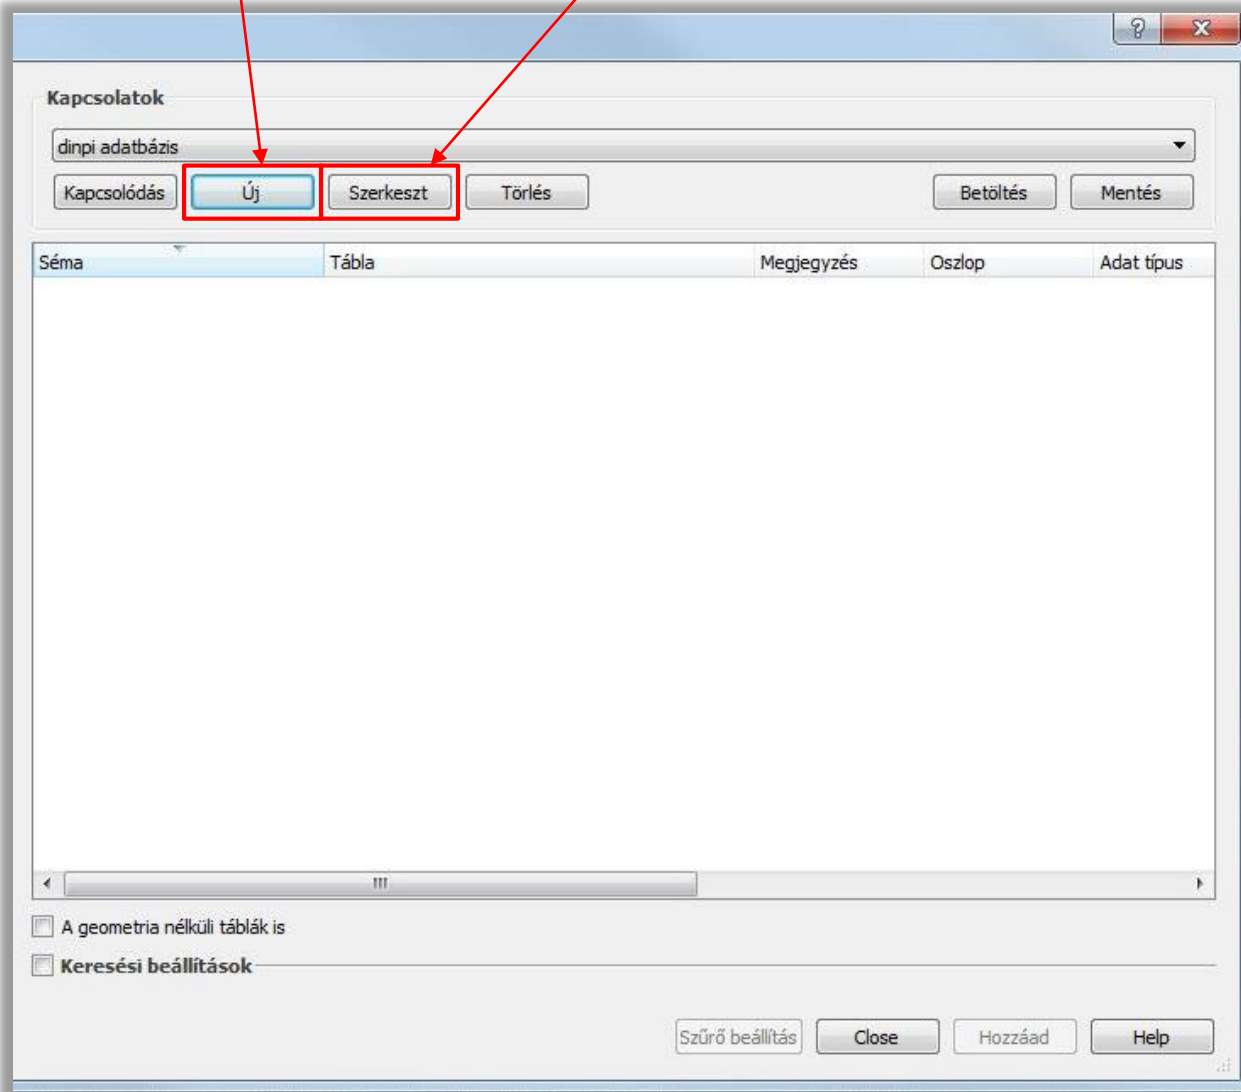 Kapcsolatok
dinpi adatbázis
Kapcsolódás Új Szerkeszt Törlés Betöltés Mentés
Séma Tábla Megjegyzés Oszlop Adat típus
A geometria nélküli táblák is
Keresési beállítások
Szűrő beállítás Close Hozzáad Help